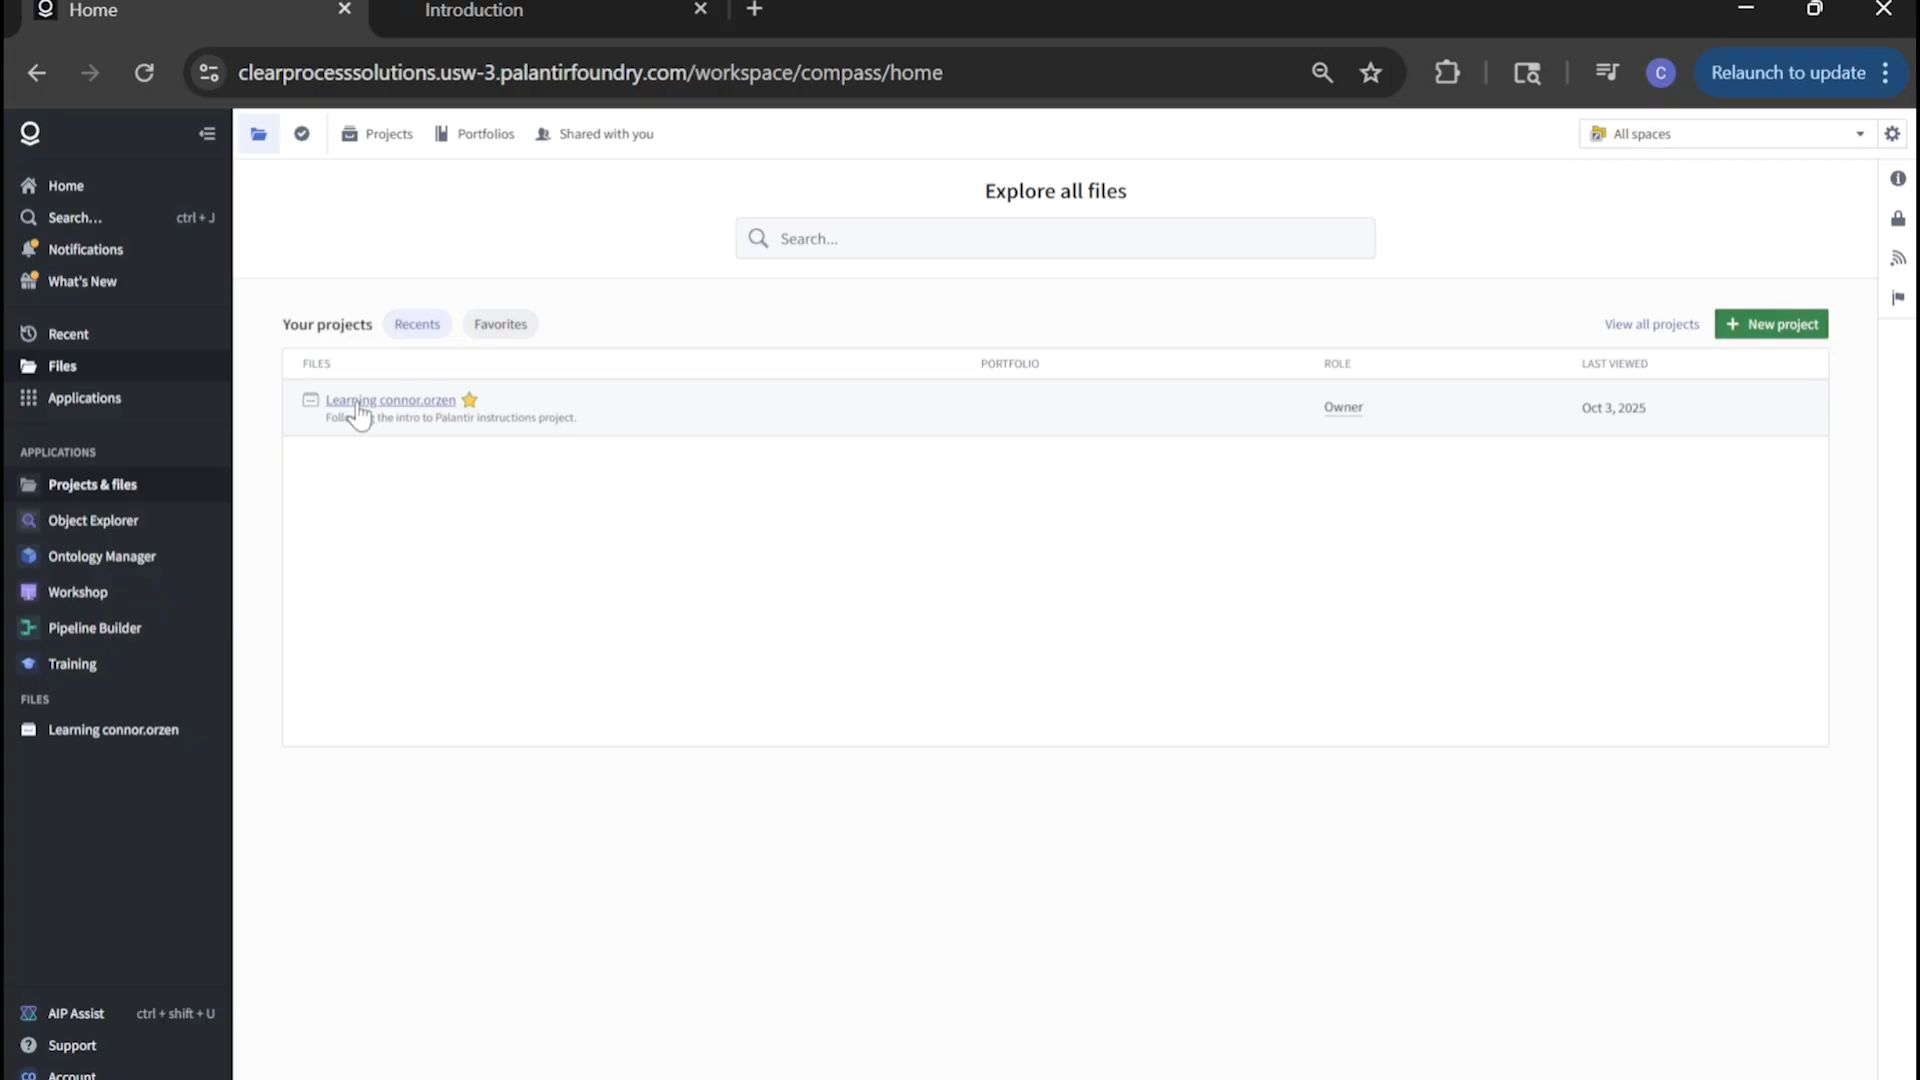 Home
Introduction
clearprocesssolutions.usw-3.palantirfoundry.com/workspace/compass/home
C
Relaunch to update
Projects
Portfolios
Shared with you
All spaces
Home
Search...
ctrl + J
Notifications
What's New
Recent
Files
Applications
APPLICATIONS
Projects & files
Object Explorer
Ontology Manager
Workshop
Pipeline Builder
Training
FILES
Learning connor.orzen
AIP Assist
ctrl + shift + U
Support
CO
Account
Explore all files
Search...
Your projects
Recents
Favorites
View all projects
New project
FILES
PORTFOLIO
ROLE
LAST VIEWED
Learning connor.orzen
the intro to Palantir instructions project.
Owner
Oct 3, 2025